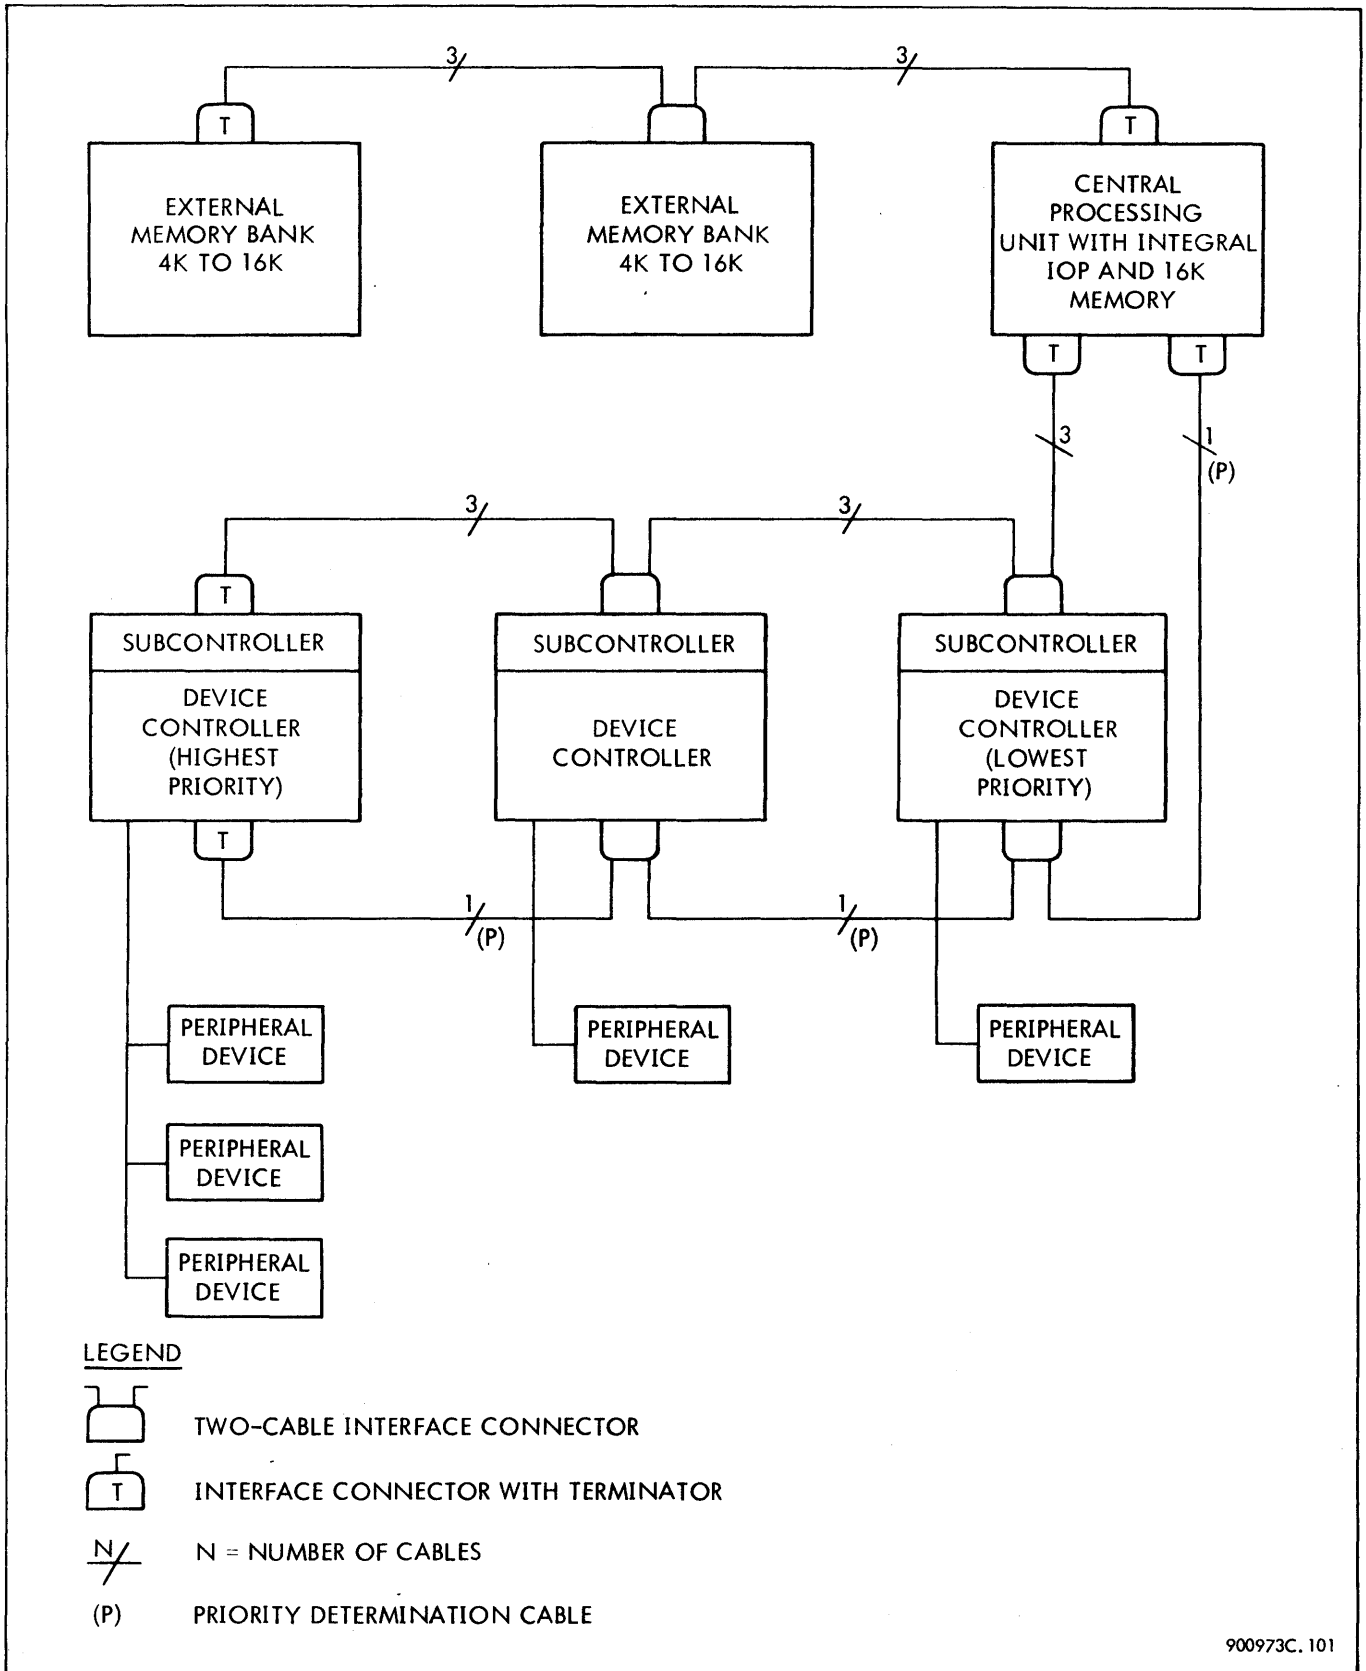 3
3
T
T
EXTERNAL
MEMORY BANK
4K TO 16K
EXTERNAL
MEMORY BANK
4K TO 16K
CENTRAL
PROCESSING
UNIT WITH INTEGRAL
IOP AND 16K
MEMORY
T
T
3
1
(P)
3
3
T
SUBCONTROLLER
DEVICE
CONTROLLER
(HIGHEST
PRIORITY)
SUBCONTROLLER
DEVICE
CONTROLLER
SUBCONTROLLER
DEVICE
CONTROLLER
(LOWEST
PRIORITY)
T
1
(P)
1
(P)
PERIPHERAL
DEVICE
PERIPHERAL
DEVICE
PERIPHERAL
DEVICE
PERIPHERAL
DEVICE
PERIPHERAL
DEVICE
LEGEND
TWO-CABLE INTERFACE CONNECTOR
T INTERFACE CONNECTOR WITH TERMINATOR
N N = NUMBER OF CABLES
(P) PRIORITY DETERMINATION CABLE
900973C.101